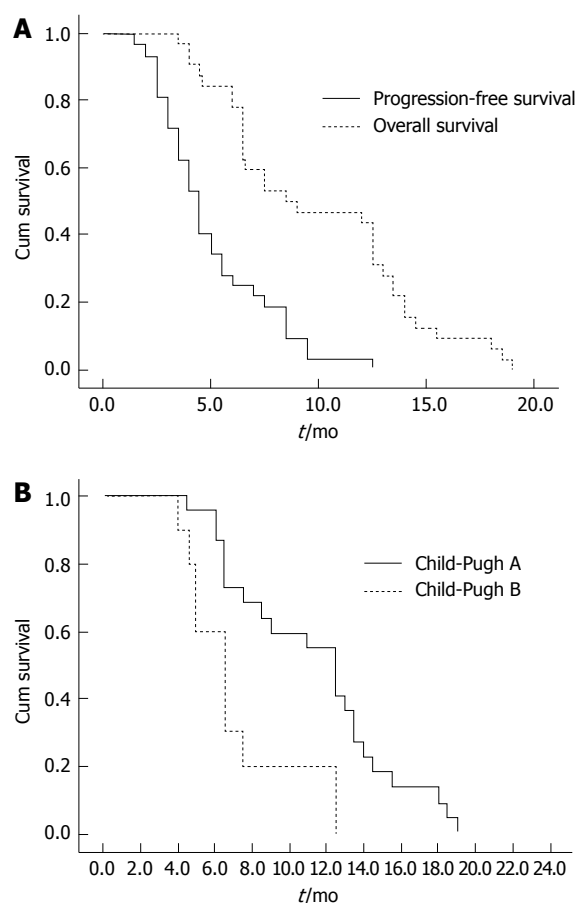 A
1.0
0.8
0.6
0.4
0.2
0.0
Cum survival
Progression-free survival
Overall survival
0.0 5.0 10.0 15.0 20.0
t/mo
B
1.0
0.8
0.6
0.4
0.2
0.0
Cum survival
Child-Pugh A
Child-Pugh B
0.0 2.0 4.0 6.0 8.0 10.0 12.0 14.0 16.0 18.0 19.0 20.0 22.0 24.0
t/mo